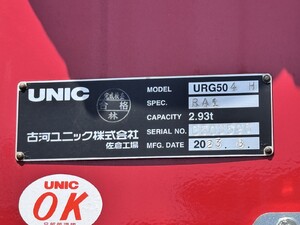 UNIC
合格
林
古河ユニック株式会社
佐倉工場
MODEL URG504 H
SPEC. R41
CAPACITY 2.93t
SERIAL NO.
MFG. DATE 2023.
UNIC
OK